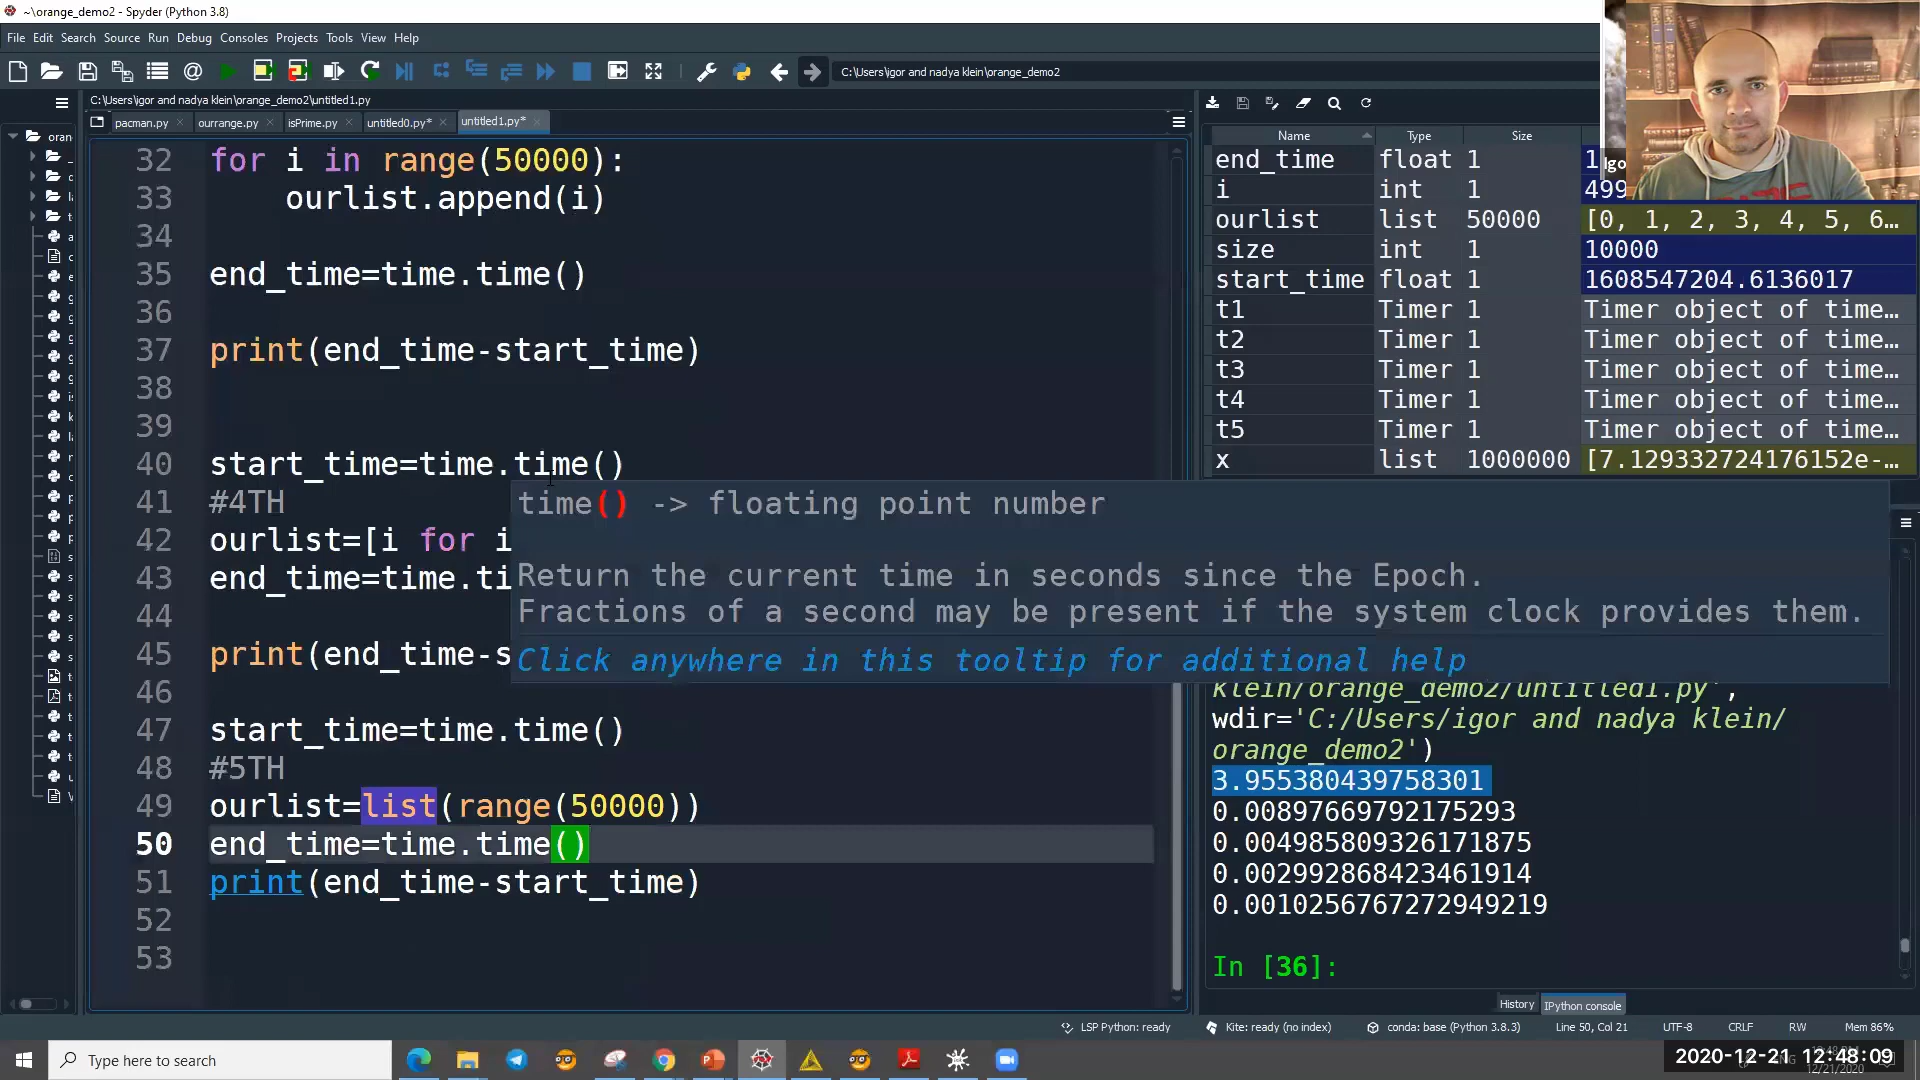 ~\orange_demo2 - Spyder (Python 3.8)
File Edit Search Source Run Debug Consoles Projects Tools View Help
C:\Users\igor and nadya klein\orange_demo2
C:\Users\igor and nadya klein\orange_demo2\untitled1.py
pacman.py ourrange.py isPrime.py untitled0.py* untitled1.py*
oran
32 for i in range(50000):
33 ourlist.append(i)
34
35 end_time=time.time()
36
37 print(end_time-start_time)
38
39
40 start_time=time.time()
41 #4TH
42 ourlist=[i for i
43 end_time=time.ti
44
45 print(end_time-s
46
47 start_time=time.time()
48 #5TH
49 ourlist=list(range(50000))
50 end_time=time.time()
51 print(end_time-start_time)
52
53
time() -> floating point number
Return the current time in seconds since the Epoch.
Fractions of a second may be present if the system clock provides them.
Click anywhere in this tooltip for additional help
Name Type Size
end_time float 1 1
Igo
i int 1 499
ourlist list 50000 [0, 1, 2, 3, 4, 5, 6…
size int 1 10000
start_time float 1 1608547204.6136017
t1 Timer 1 Timer object of time…
t2 Timer 1 Timer object of time…
t3 Timer 1 Timer object of time…
t4 Timer 1 Timer object of time…
t5 Timer 1 Timer object of time…
x list 1000000 [7.129332724176152e-…
klein/orange_demo2/untitled1.py',
wdir='C:/Users/igor and nadya klein/
orange_demo2')
3.955380439758301
0.00897669792175293
0.004985809326171875
0.002992868423461914
0.0010256767272949219
In [36]:
History IPython console
LSP Python: ready Kite: ready (no index) conda: base (Python 3.8.3) Line 50, Col 21 UTF-8 CRLF RW Mem 86%
Type here to search
2020-12-21 12:48:09
12/21/2020